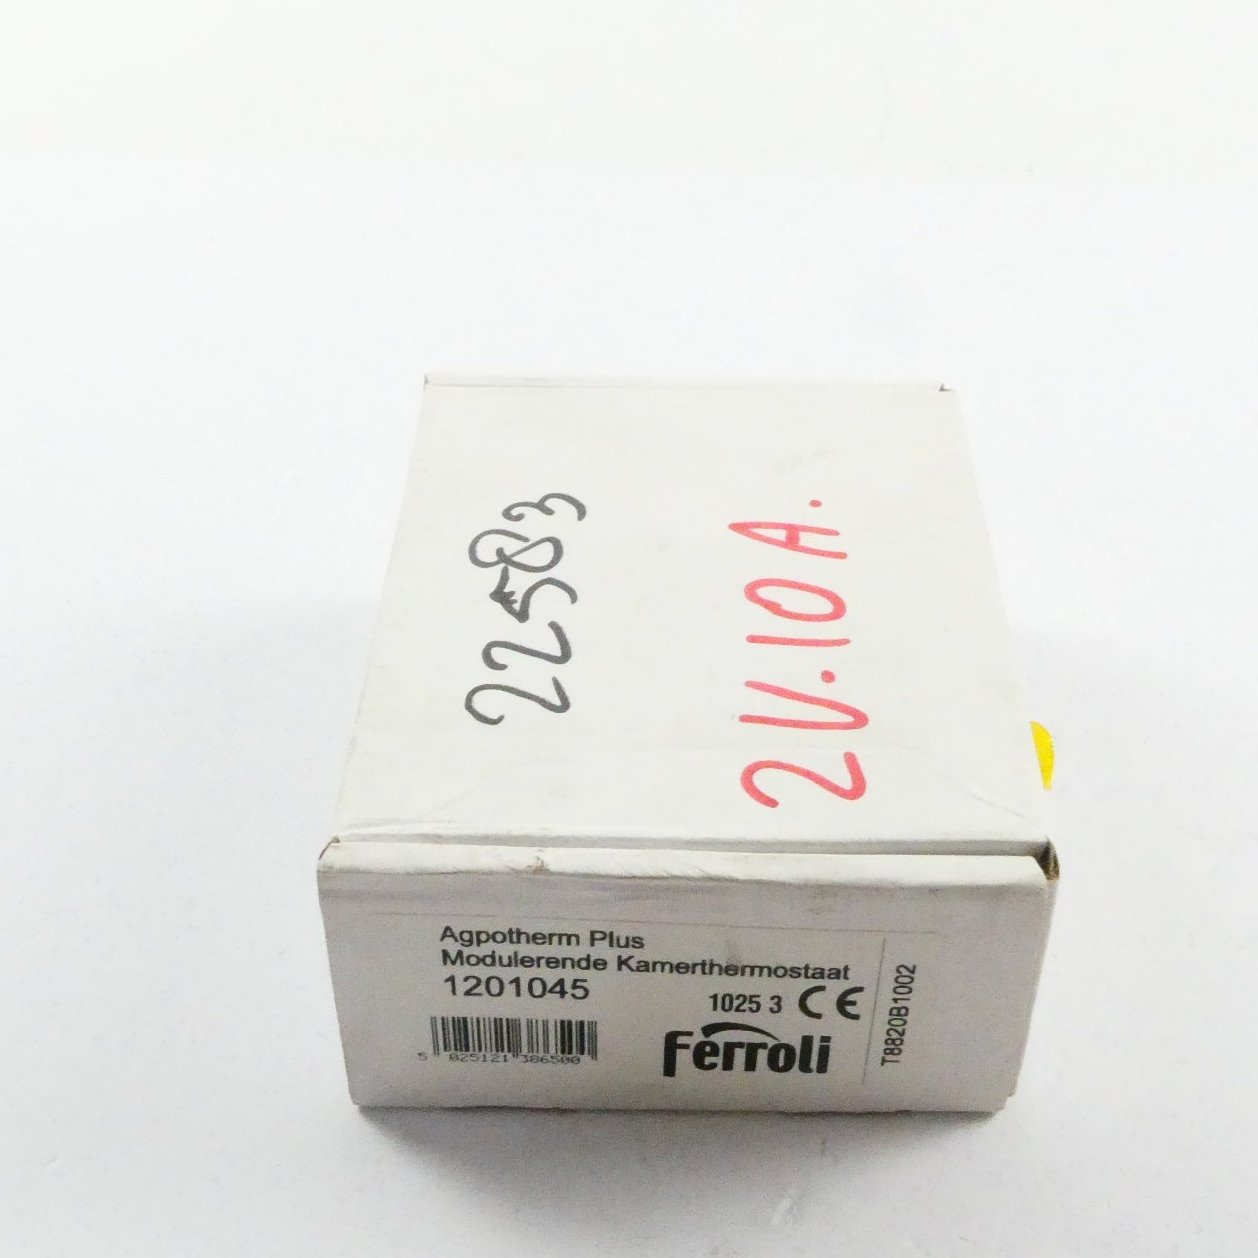 22583
2V.10A.
Agpotherm Plus
Modulerende Kamerthermostaat
1201045
1025 3 CE
5 025121 386500
Ferroli
T8820B1002